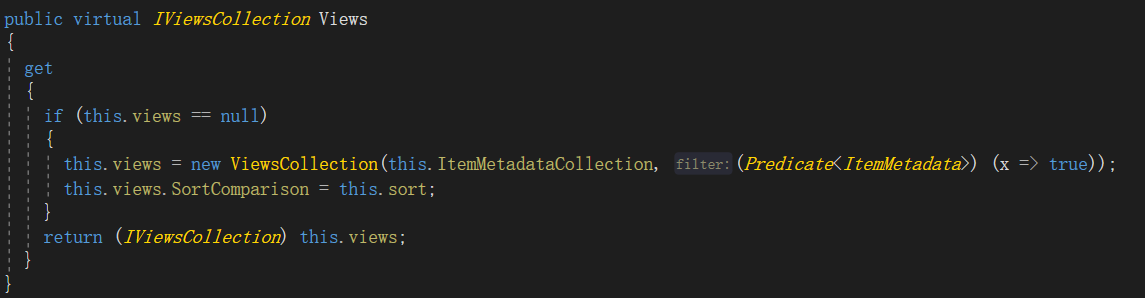 public virtual IViewsCollection Views
{
get
{
if (this.views == null)
{
this.views = new ViewsCollection(this.ItemMetadataCollection, filter:(Predicate<ItemMetadata>) (x => true));
this.views.SortComparison = this.sort;
}
return (IViewsCollection) this.views;
}
}